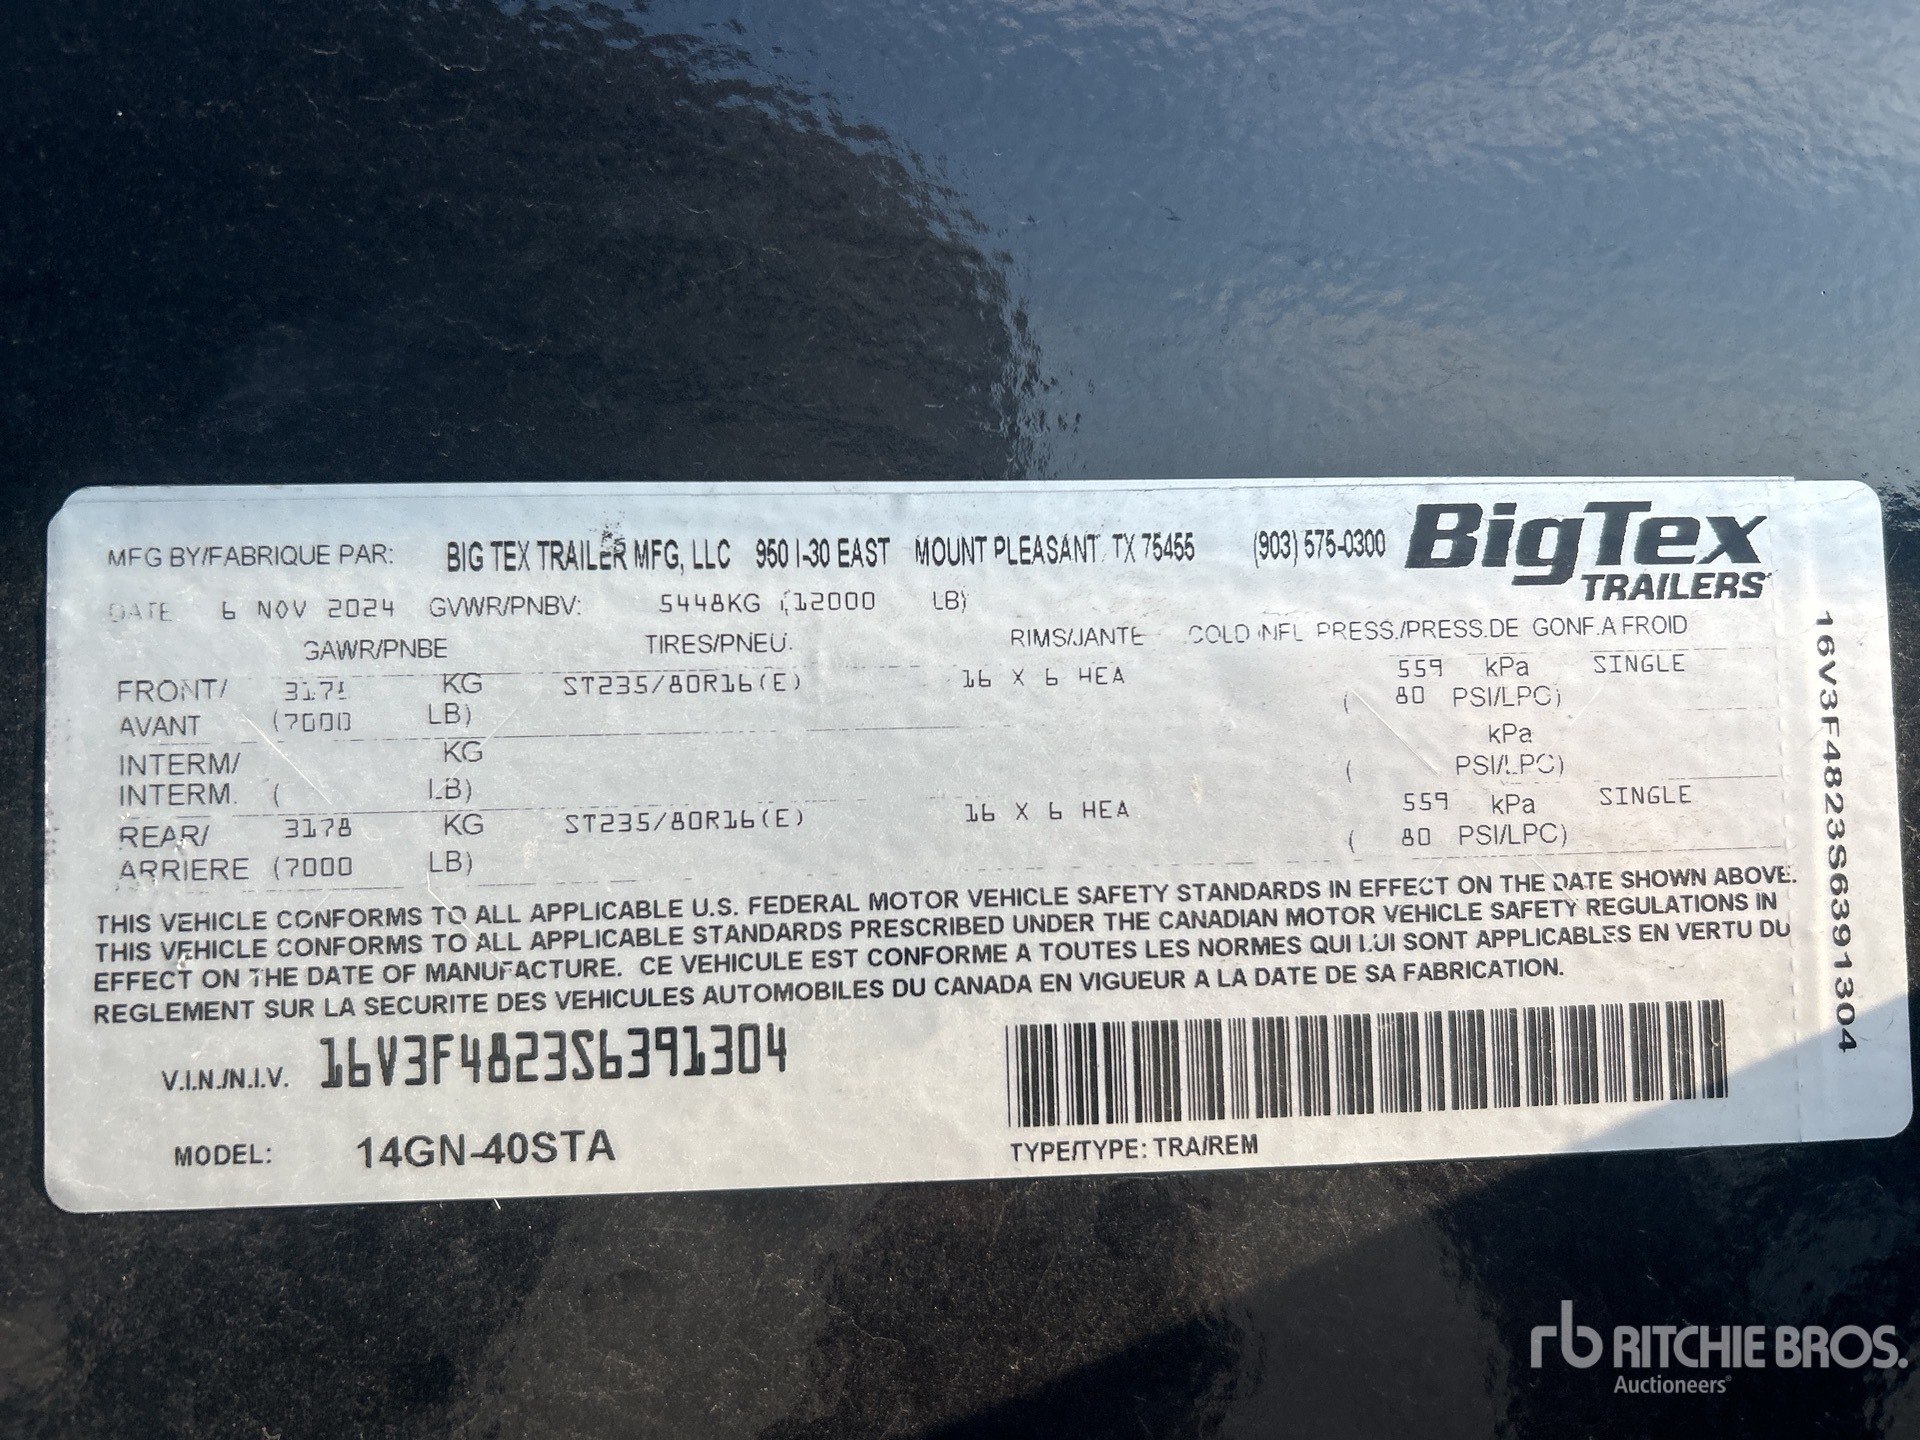 BigTex
TRAILERS
MFG BY/FABRIQUE PAR: BIG TEX TRAILER MFG, LLC 950 I-30 EAST MOUNT PLEASANT, TX 75455 (903) 575-0300
DATE 6 NOV 2024 GVWR/PNBV: 5448KG (12000 LB)
GAWR/PNBE TIRES/PNEU. RIMS/JANTE COLD INFL PRESS./PRESS.DE GONF.A FROID
FRONT/ 3178 KG ST235/80R16(E) 16 X 6 HEA 559 kPa SINGLE
AVANT (7000 LB) ( 80 PSI/LPC)
INTERM/ KG kPa
INTERM. ( LB) ( PSI/LPC)
REAR/ 3178 KG ST235/80R16(E) 16 X 6 HEA 559 kPa SINGLE
ARRIERE (7000 LB) ( 80 PSI/LPC)
THIS VEHICLE CONFORMS TO ALL APPLICABLE U.S. FEDERAL MOTOR VEHICLE SAFETY STANDARDS IN EFFECT ON THE DATE SHOWN ABOVE.
THIS VEHICLE CONFORMS TO ALL APPLICABLE STANDARDS PRESCRIBED UNDER THE CANADIAN MOTOR VEHICLE SAFETY REGULATIONS IN
EFFECT ON THE DATE OF MANUFACTURE. CE VEHICULE EST CONFORME A TOUTES LES NORMES QUI LUI SONT APPLICABLES EN VERTU DU
REGLEMENT SUR LA SECURITE DES VEHICULES AUTOMOBILES DU CANADA EN VIGUEUR A LA DATE DE SA FABRICATION.
V.I.N./N.I.V. 16V3F4823S6391304
MODEL: 14GN-40STA TYPE/TYPE: TRA/REM
16V3F4823S6391304
rb RITCHIE BROS.
Auctioneers